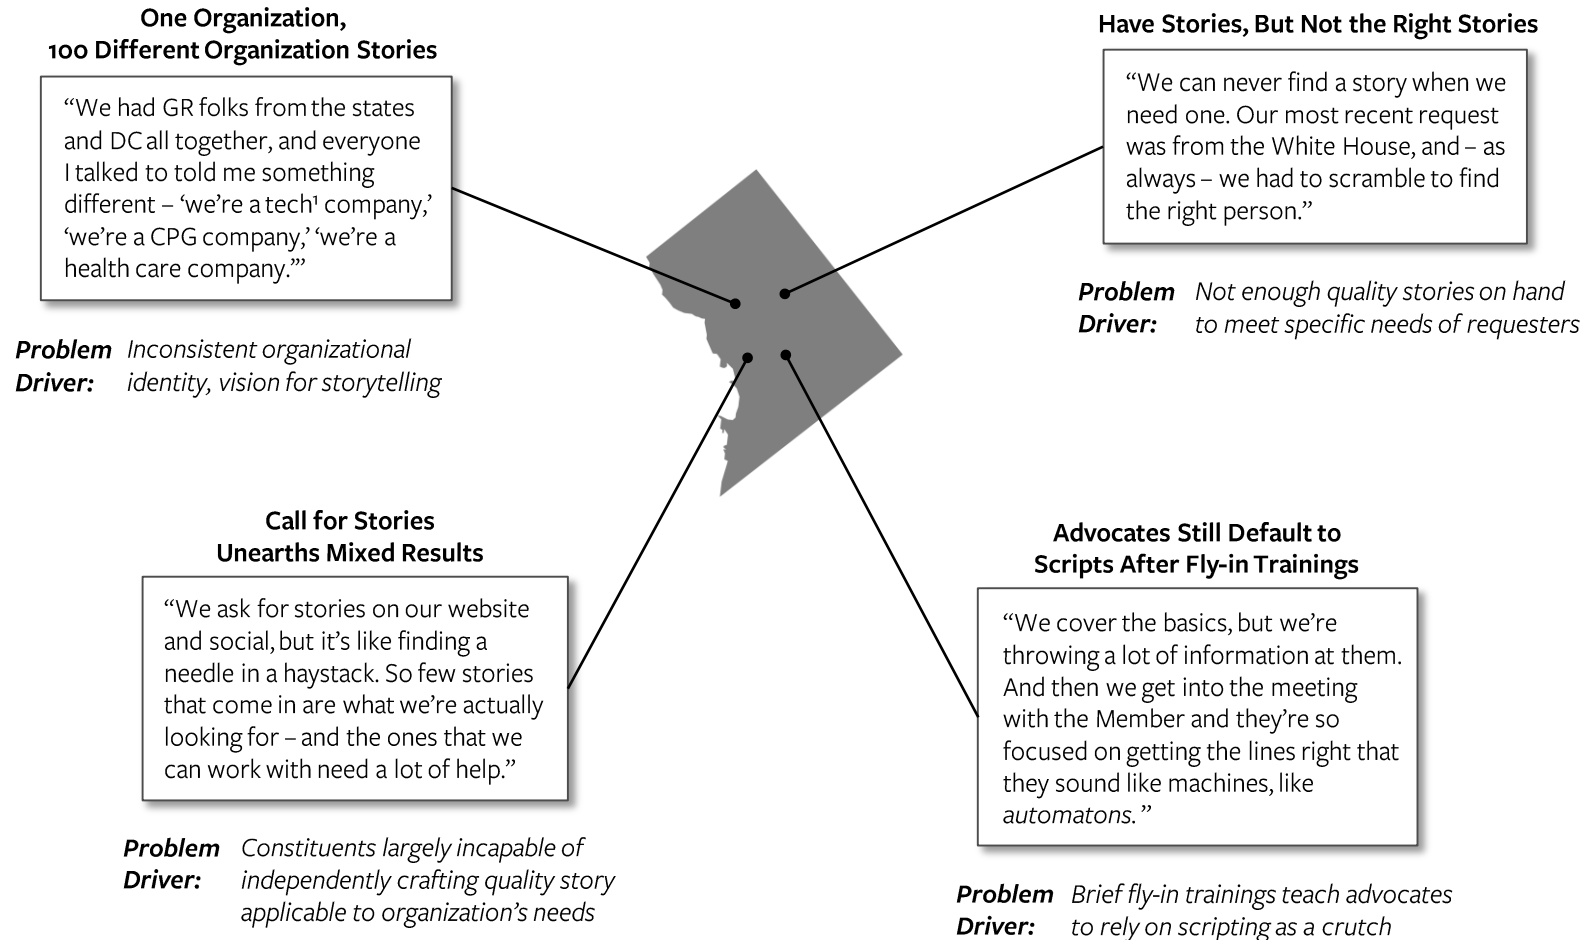 One Organization,
100 Different Organization Stories
“We had GR folks from the states
and DC all together, and everyone
I talked to told me something
different – ‘we’re a tech¹ company,’
‘we’re a CPG company,’ ‘we’re a
health care company.’”
Problem Inconsistent organizational
Driver: identity, vision for storytelling
Have Stories, But Not the Right Stories
“We can never find a story when we
need one. Our most recent request
was from the White House, and – as
always – we had to scramble to find
the right person.”
Problem Not enough quality stories on hand
Driver: to meet specific needs of requesters
Call for Stories
Unearths Mixed Results
“We ask for stories on our website
and social, but it’s like finding a
needle in a haystack. So few stories
that come in are what we’re actually
looking for – and the ones that we
can work with need a lot of help.”
Problem Constituents largely incapable of
Driver: independently crafting quality story
applicable to organization’s needs
Advocates Still Default to
Scripts After Fly-in Trainings
“We cover the basics, but we’re
throwing a lot of information at them.
And then we get into the meeting
with the Member and they’re so
focused on getting the lines right that
they sound like machines, like
automatons.”
Problem Brief fly-in trainings teach advocates
Driver: to rely on scripting as a crutch